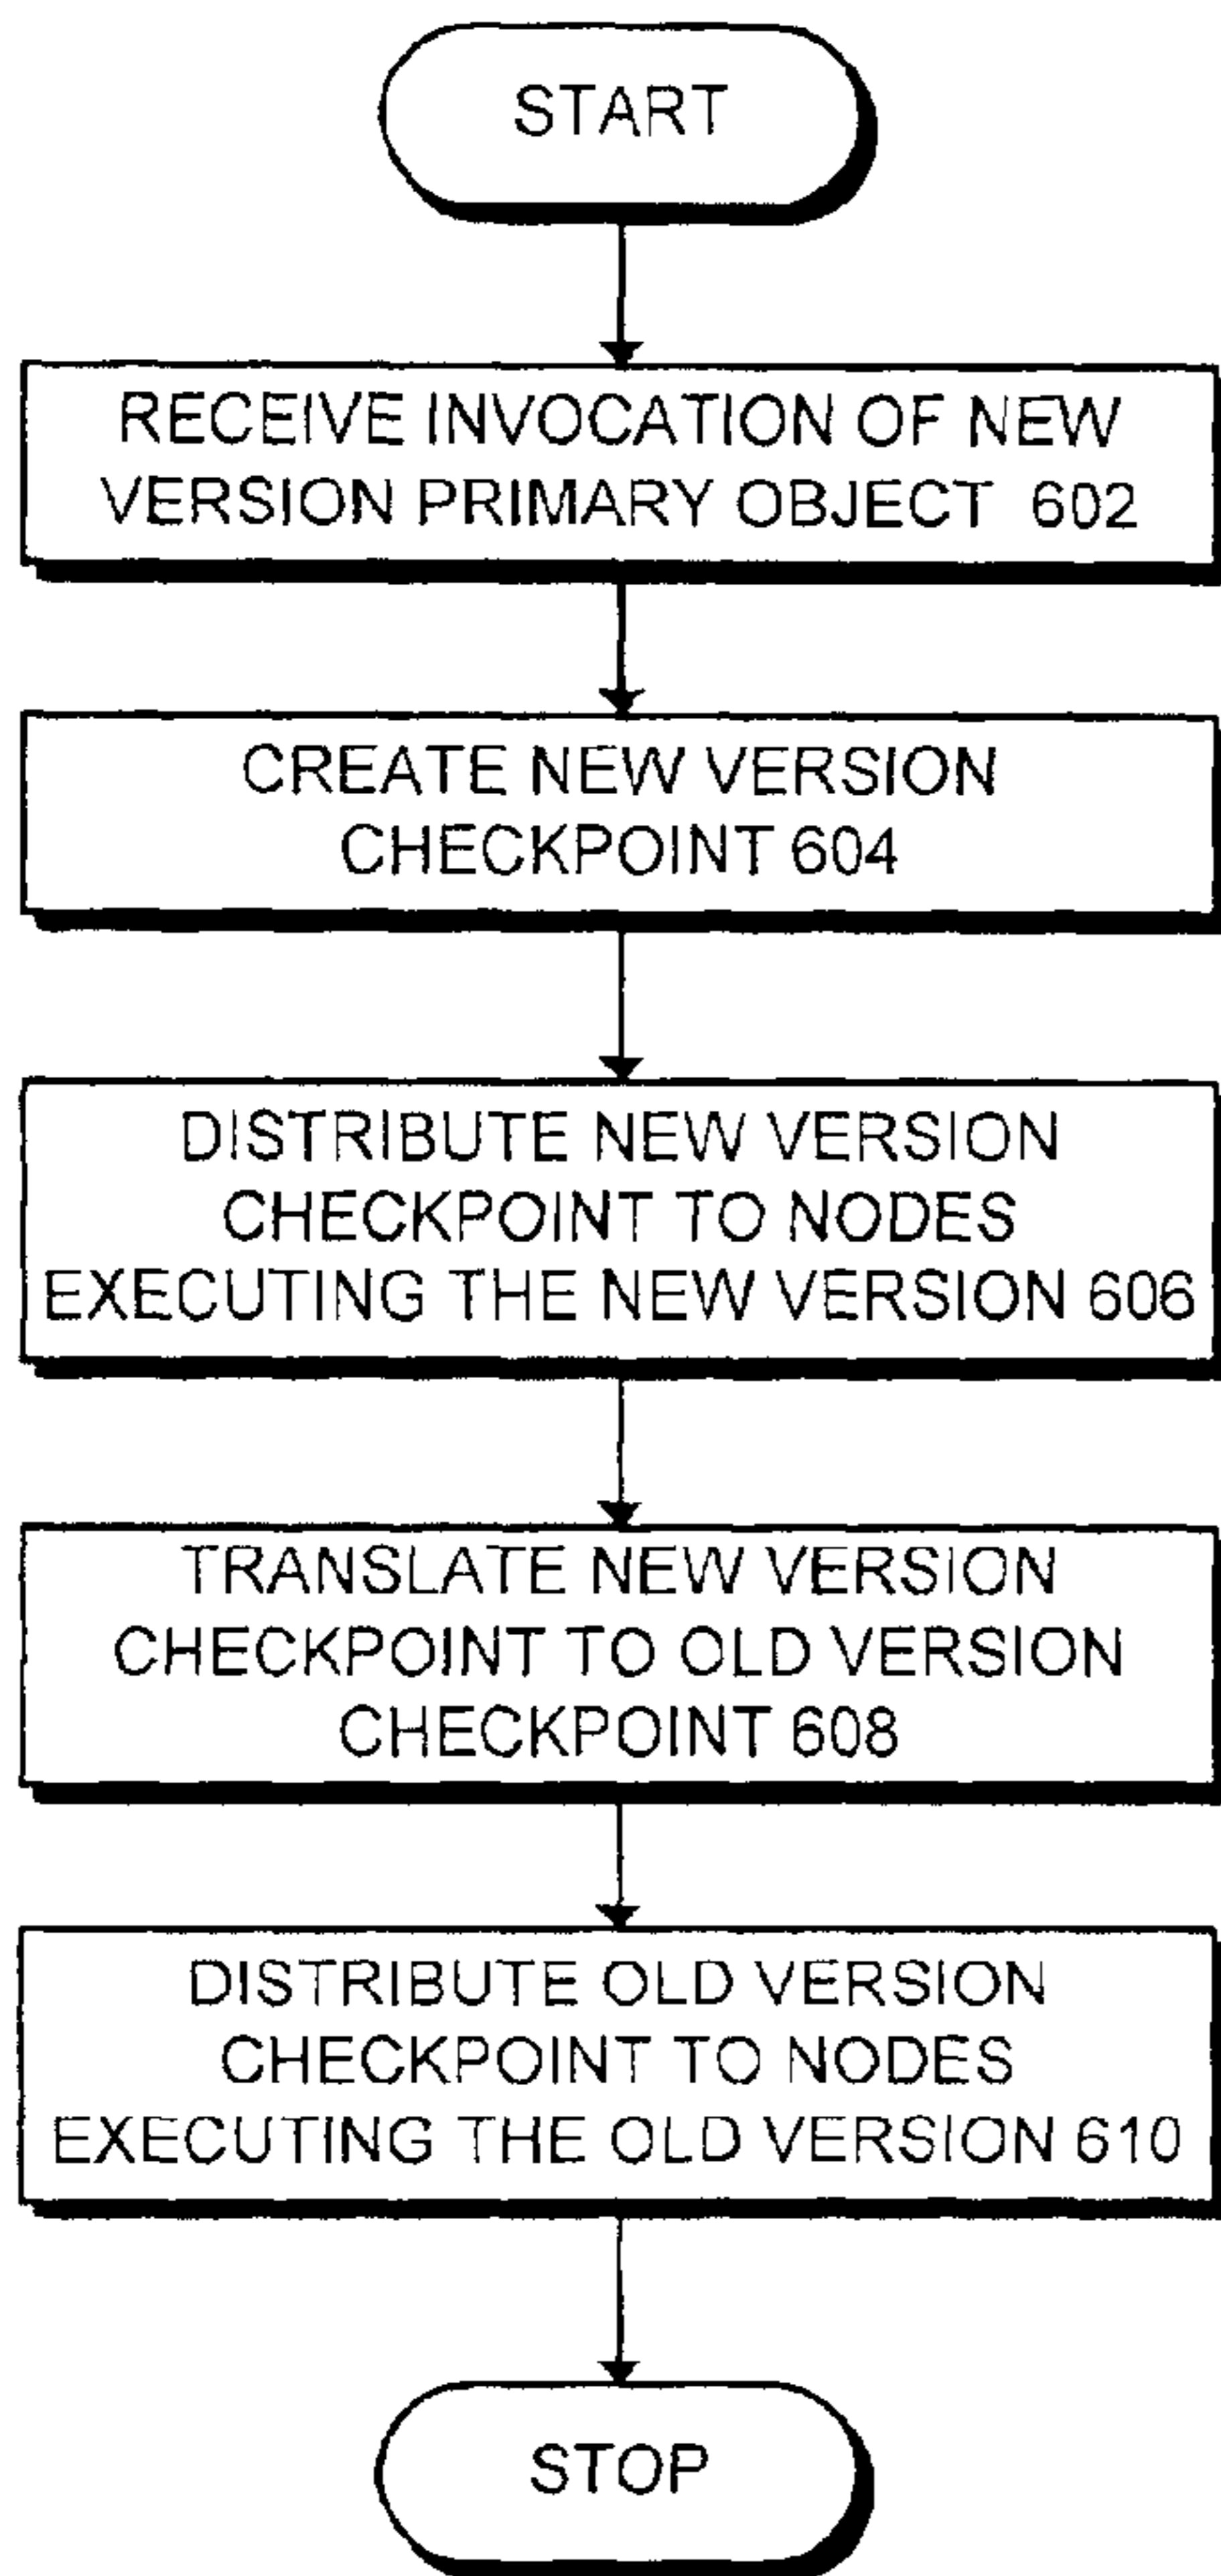 START
RECEIVE INVOCATION OF NEW
VERSION PRIMARY OBJECT 602
CREATE NEW VERSION
CHECKPOINT 604
DISTRIBUTE NEW VERSION
CHECKPOINT TO NODES
EXECUTING THE NEW VERSION 606
TRANSLATE NEW VERSION
CHECKPOINT TO OLD VERSION
CHECKPOINT 608
DISTRIBUTE OLD VERSION
CHECKPOINT TO NODES
EXECUTING THE OLD VERSION 610
STOP